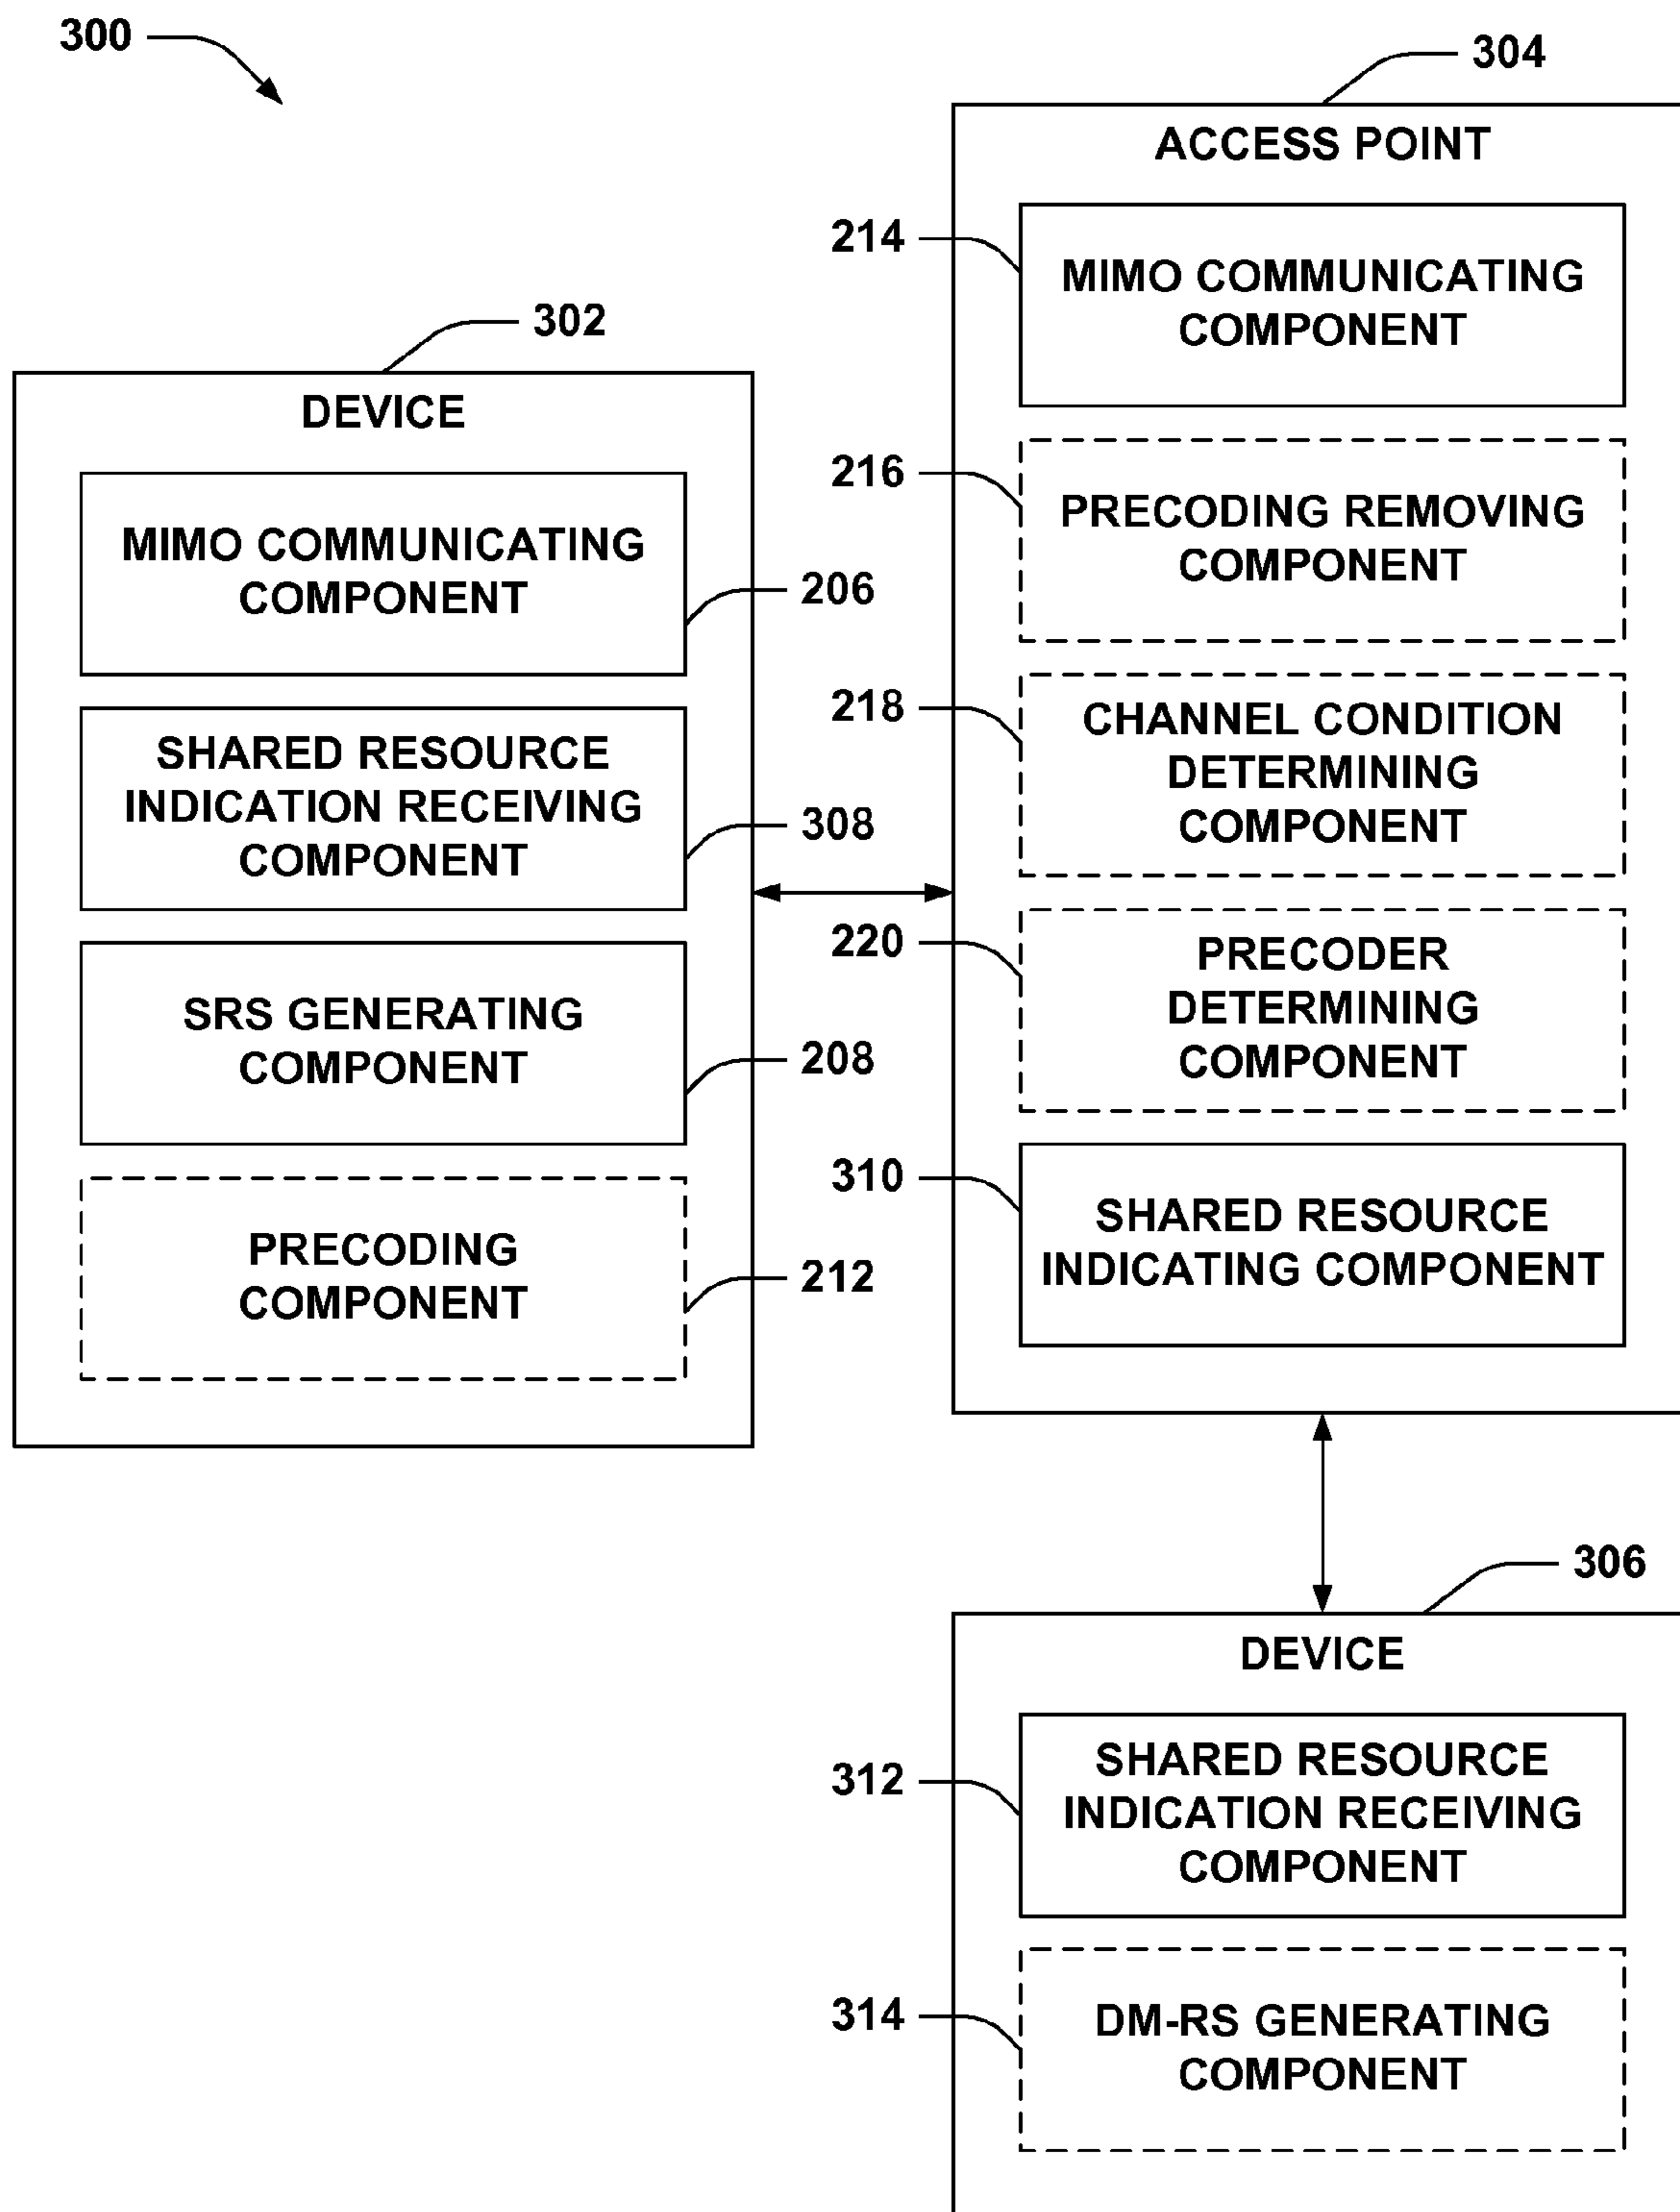 300
304
ACCESS POINT
214
MIMO COMMUNICATING
COMPONENT
216
PRECODING REMOVING
COMPONENT
218
CHANNEL CONDITION
DETERMINING
COMPONENT
220
PRECODER
DETERMINING
COMPONENT
310
SHARED RESOURCE
INDICATING COMPONENT
302
DEVICE
MIMO COMMUNICATING
COMPONENT
206
SHARED RESOURCE
INDICATION RECEIVING
COMPONENT
308
SRS GENERATING
COMPONENT
208
PRECODING
COMPONENT
212
306
DEVICE
312
SHARED RESOURCE
INDICATION RECEIVING
COMPONENT
314
DM-RS GENERATING
COMPONENT